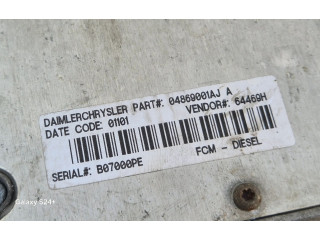 DAIMLERCHRYSLER PART#: 04869001AJ A
DATE CODE: 01101 VENDOR#: 64469H
SERIAL#: B07000PE FCM - DIESEL
Galaxy S24+